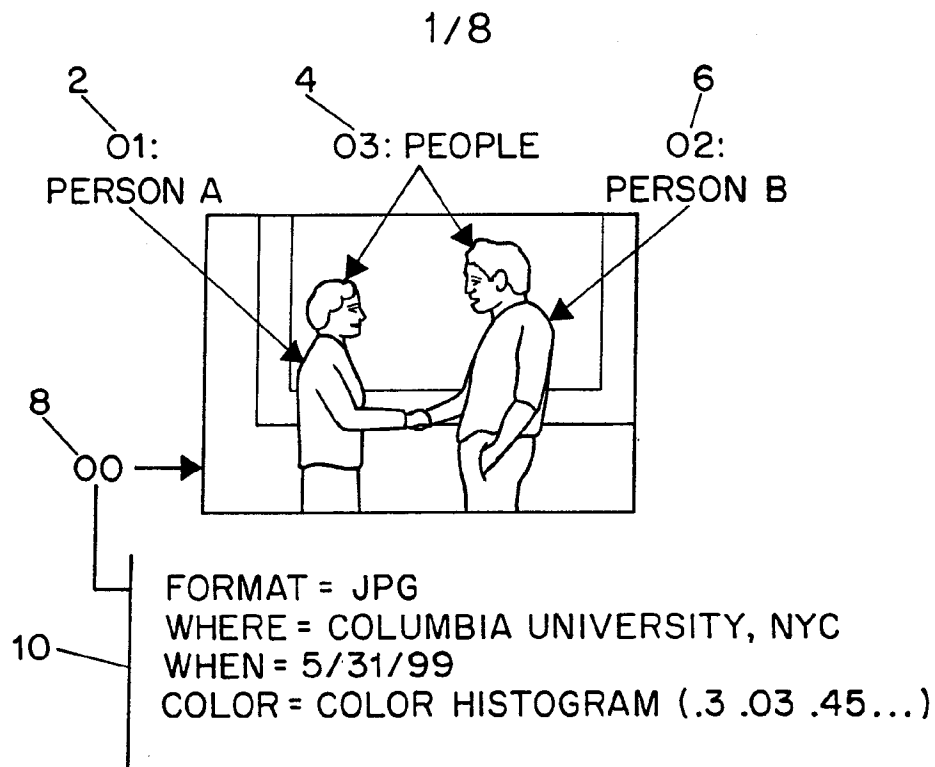 1/8
2 4 6
O1: O3: PEOPLE O2:
PERSON A PERSON B
8
O0
FORMAT = JPG
WHERE = COLUMBIA UNIVERSITY, NYC
10
WHEN = 5/31/99
COLOR = COLOR HISTOGRAM (.3 .03 .45...)